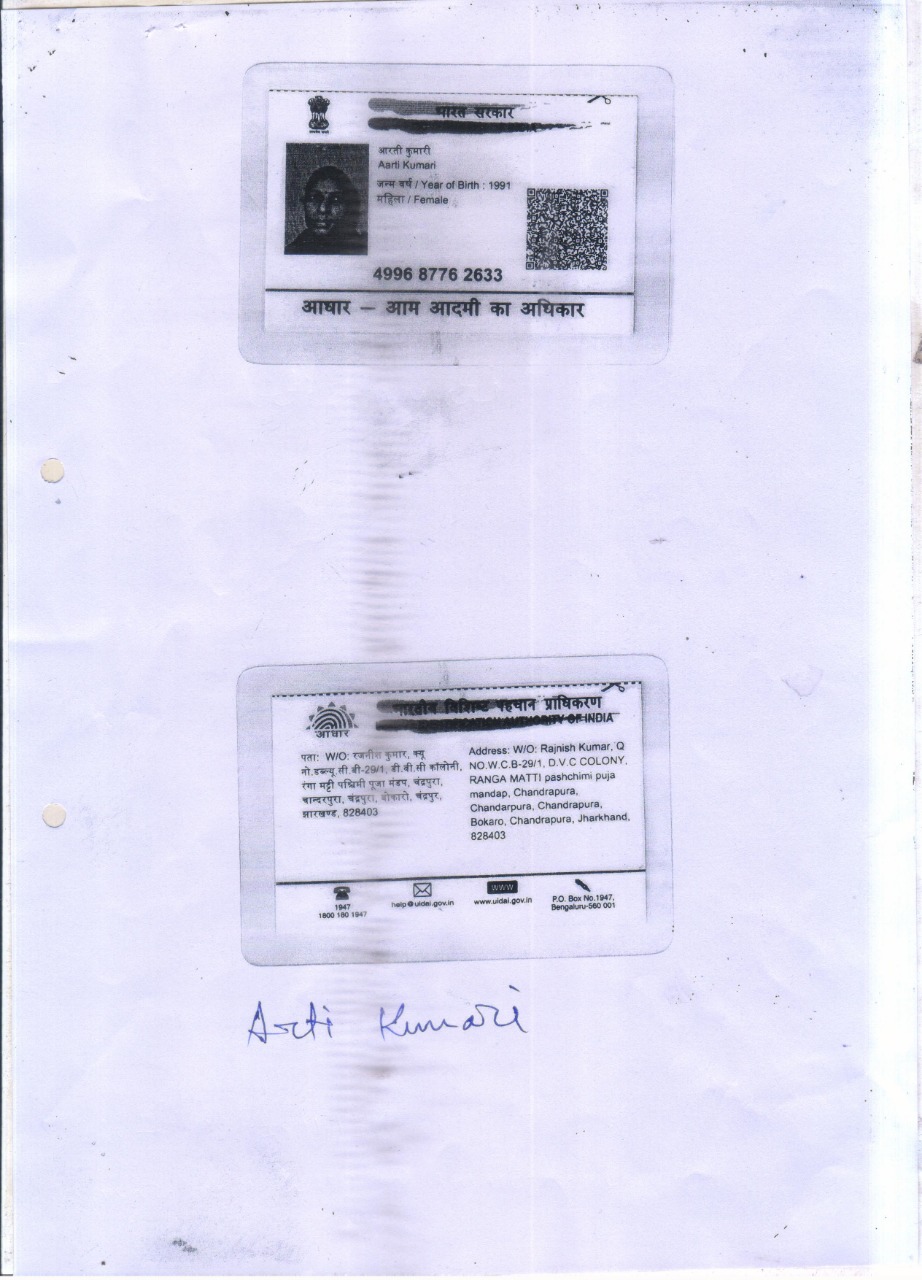 भारत सरकार
आरती कुमारी
Aarti Kumari
जन्म वर्ष / Year of Birth : 1991
महिला / Female
4996 8776 2633
आधार – आम आदमी का अधिकार
भारतीय विशिष्ट पहचान प्राधिकरण
AUTHORITY OF INDIA
आधार
पता: W/O: रजनीश कुमार, क्यू
नो.डब्ल्यू.सी.बी-29/1, डी.वी.सी कॉलोनी,
रंगा मट्टी पश्चिमी पूजा मंडप, चंद्रपुरा,
चान्दरपुरा, चंद्रपुरा, बोकारो, चंद्रपुर,
झारखण्ड, 828403
Address: W/O: Rajnish Kumar, Q
NO.W.C.B-29/1, D.V.C COLONY,
RANGA MATTI pashchimi puja
mandap, Chandrapura,
Chandarpura, Chandrapura,
Bokaro, Chandrapura, Jharkhand,
828403
1947
1800 180 1947
help@uidai.gov.in
www
www.uidai.gov.in
P.O. Box No.1947,
Bengaluru-560 001
Arti Kumari